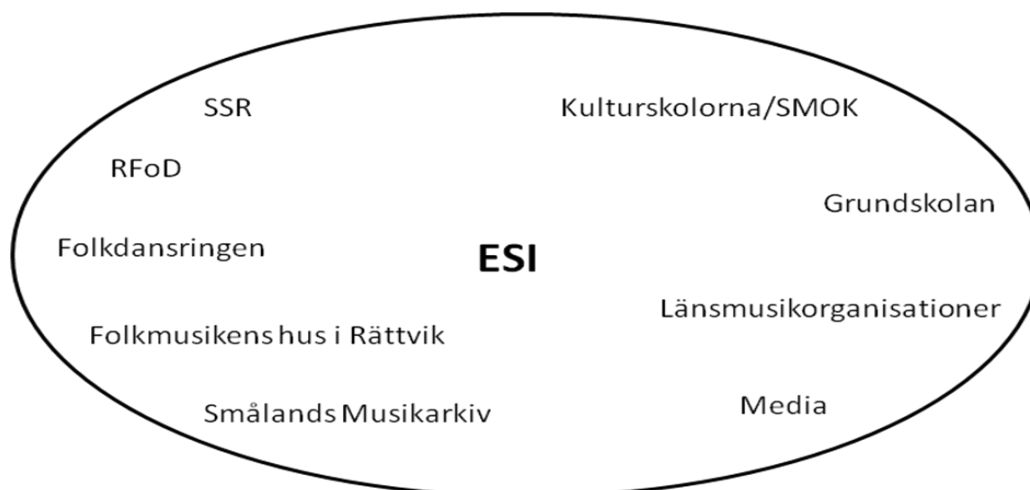 SSR
Kulturskolorna/SMOK
RFoD
Grundskolan
Folkdansringen
ESI
Länsmusikorganisationer
Folkmusikens hus i Rättvik
Media
Smålands Musikarkiv